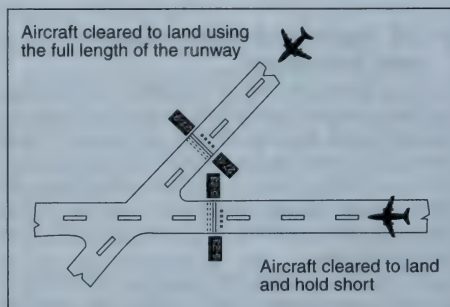 Aircraft cleared to land using
the full length of the runway
Aircraft cleared to land
and hold short